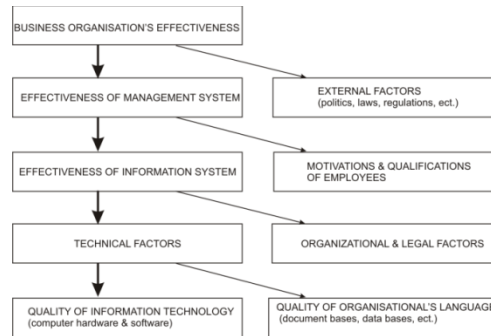 BUSINESS ORGANISATION'S EFFECTIVENESS
EFFECTIVENESS OF MANAGEMENT SYSTEM
EXTERNAL FACTORS
(politics, laws, regulations, ect.)
EFFECTIVENESS OF INFORMATION SYSTEM
MOTIVATIONS & QUALIFICATIONS
OF EMPLOYEES
TECHNICAL FACTORS
ORGANIZATIONAL & LEGAL FACTORS
QUALITY OF INFORMATION TECHNOLOGY
(computer hardware & software)
QUALITY OF ORGANISATIONAL'S LANGUAGE
(document bases, data bases, ect.)